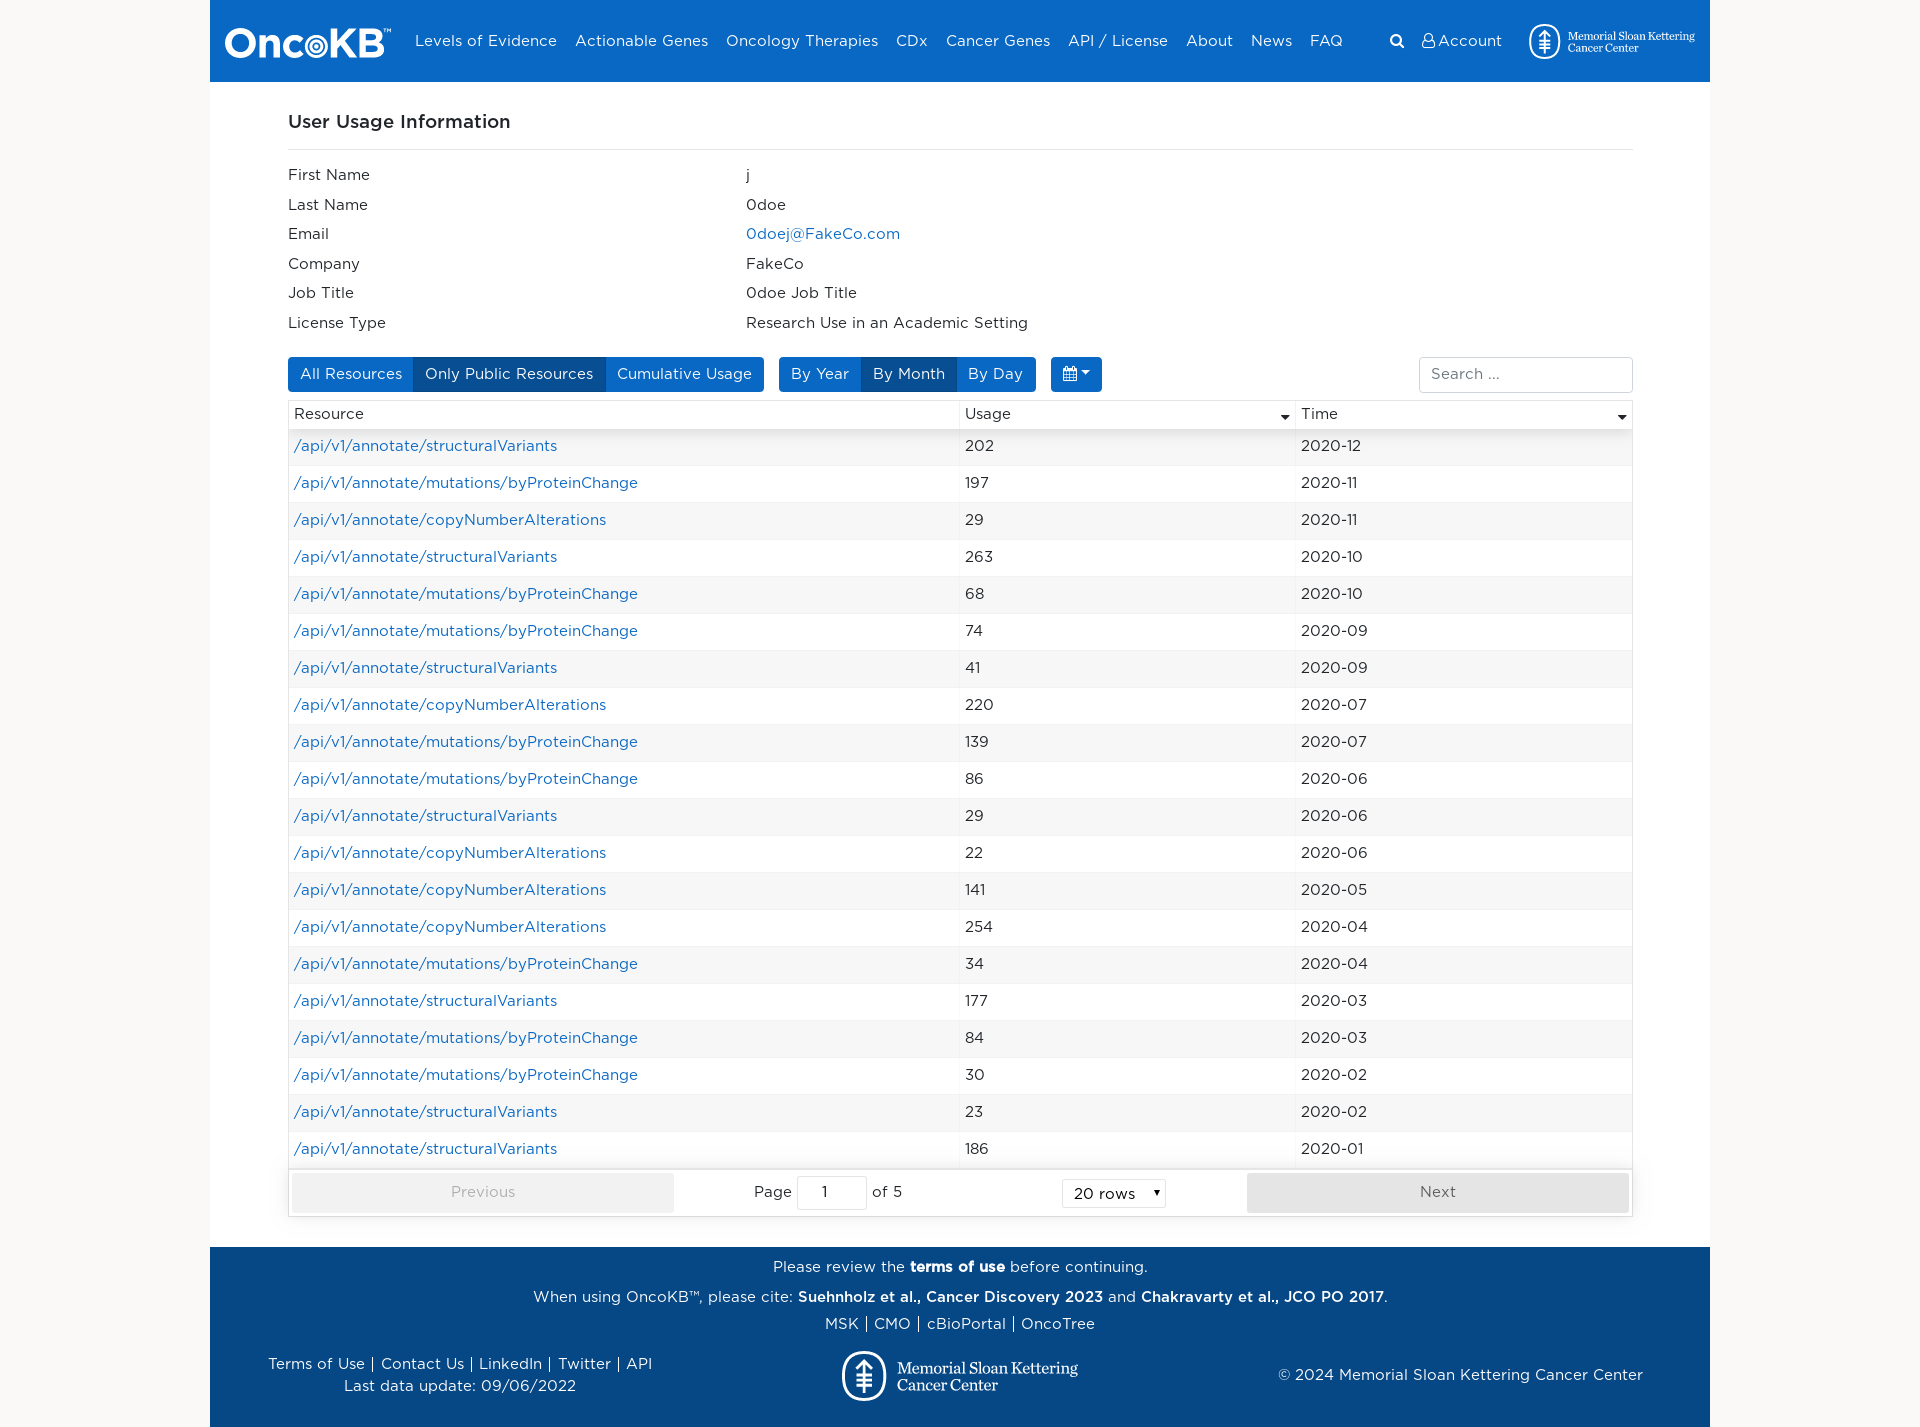 OncoKB™ Levels of Evidence Actionable Genes Oncology Therapies CDx Cancer Genes API / License About News FAQ Account Memorial Sloan Kettering Cancer Center
User Usage Information
First Name j
Last Name 0doe
Email 0doej@FakeCo.com
Company FakeCo
Job Title 0doe Job Title
License Type Research Use in an Academic Setting
All Resources Only Public Resources Cumulative Usage By Year By Month By Day Search ...
Resource Usage Time
/api/v1/annotate/structuralVariants 202 2020-12
/api/v1/annotate/mutations/byProteinChange 197 2020-11
/api/v1/annotate/copyNumberAlterations 29 2020-11
/api/v1/annotate/structuralVariants 263 2020-10
/api/v1/annotate/mutations/byProteinChange 68 2020-10
/api/v1/annotate/mutations/byProteinChange 74 2020-09
/api/v1/annotate/structuralVariants 41 2020-09
/api/v1/annotate/copyNumberAlterations 220 2020-07
/api/v1/annotate/mutations/byProteinChange 139 2020-07
/api/v1/annotate/mutations/byProteinChange 86 2020-06
/api/v1/annotate/structuralVariants 29 2020-06
/api/v1/annotate/copyNumberAlterations 22 2020-06
/api/v1/annotate/copyNumberAlterations 141 2020-05
/api/v1/annotate/copyNumberAlterations 254 2020-04
/api/v1/annotate/mutations/byProteinChange 34 2020-04
/api/v1/annotate/structuralVariants 177 2020-03
/api/v1/annotate/mutations/byProteinChange 84 2020-03
/api/v1/annotate/mutations/byProteinChange 30 2020-02
/api/v1/annotate/structuralVariants 23 2020-02
/api/v1/annotate/structuralVariants 186 2020-01
Previous Page 1 of 5 20 rows Next
Please review the terms of use before continuing.
When using OncoKB™, please cite: Suehnholz et al., Cancer Discovery 2023 and Chakravarty et al., JCO PO 2017.
MSK | CMO | cBioPortal | OncoTree
Terms of Use | Contact Us | LinkedIn | Twitter | API
Last data update: 09/06/2022
Memorial Sloan Kettering
Cancer Center
© 2024 Memorial Sloan Kettering Cancer Center